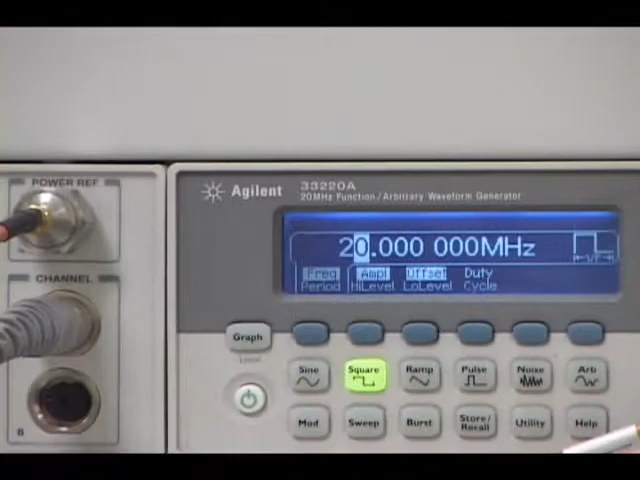 POWER REF
CHANNEL
B
Agilent
33220A
20MHz Function / Arbitrary Waveform Generator
20.000 000MHz
Freq Ampl Offset Duty
Period HiLevel LoLevel Cycle
Graph
Local
Sine Square Ramp Pulse Noise Arb
Mod Sweep Burst Store/ Recall Utility Help